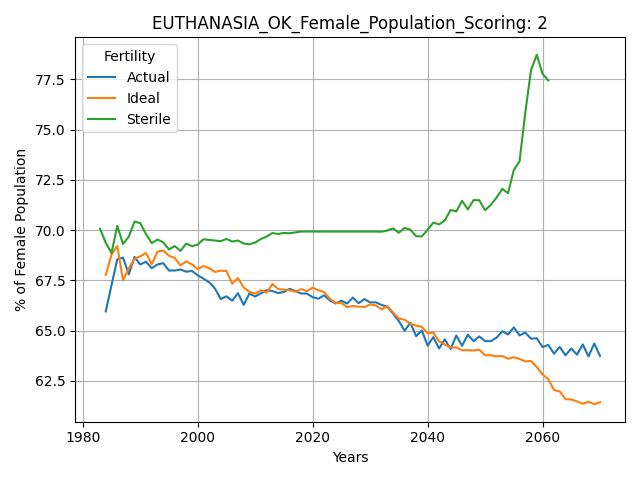 EUTHANASIA_OK_Female_Population_Scoring: 2
Fertility
Actual
Ideal
Sterile
% of Female Population
77.5
75.0
72.5
70.0
67.5
65.0
62.5
1980
2000
2020
2040
2060
Years